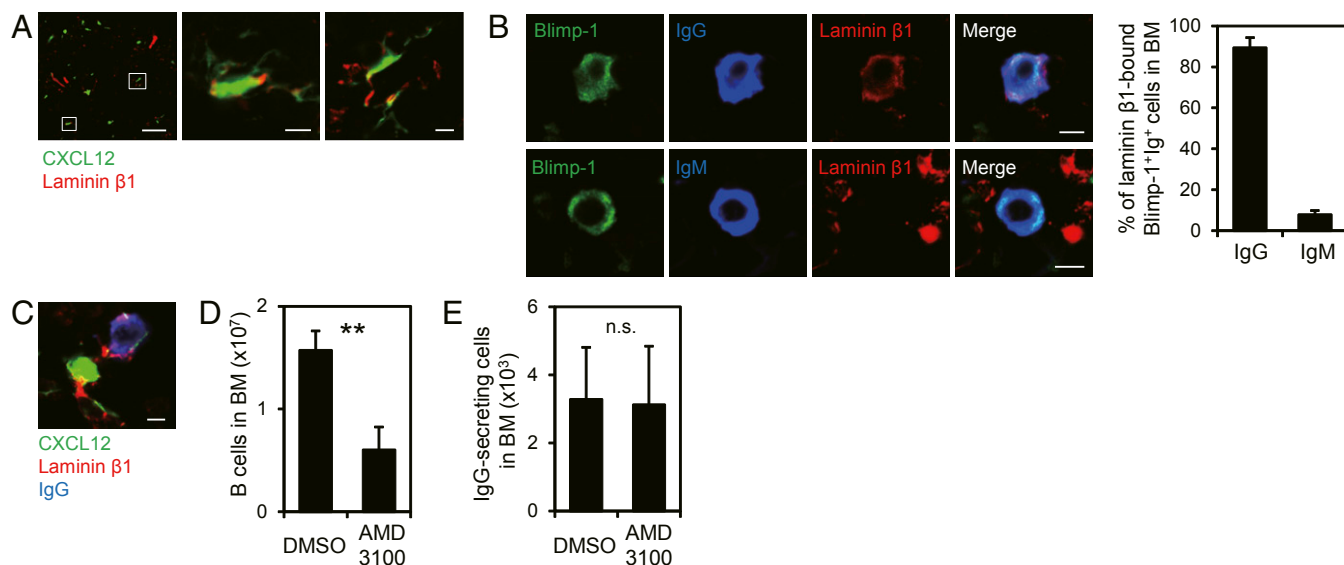 A
CXCL12
Laminin β1
B
Blimp-1
IgG
Laminin β1
Merge
Blimp-1
IgM
Laminin β1
Merge
% of laminin β1-bound
Blimp-1⁺Ig⁺ cells in BM
100
80
60
40
20
0
IgG
IgM
C
CXCL12
Laminin β1
IgG
D
B cells in BM (x10⁷)
2
1
0
**
DMSO
AMD
3100
E
IgG-secreting cells
in BM (x10³)
6
4
2
0
n.s.
DMSO
AMD
3100